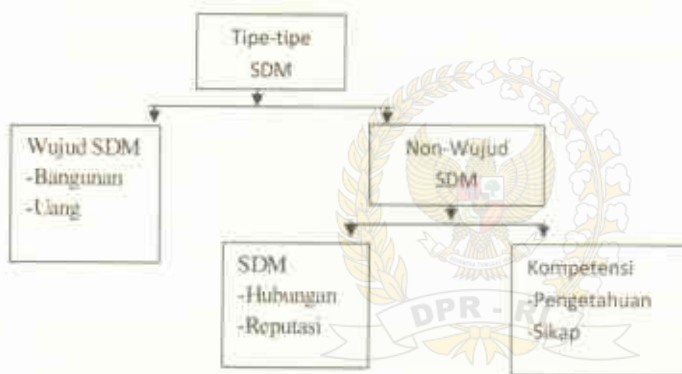 Tipe-tipe
SDM
Wujud SDM
-Bangunan
-Uang
Non-Wujud
SDM
SDM
-Hubungan
-Reputasi
Kompetensi
-Pengetahuan
-Sikap
DPR - RI